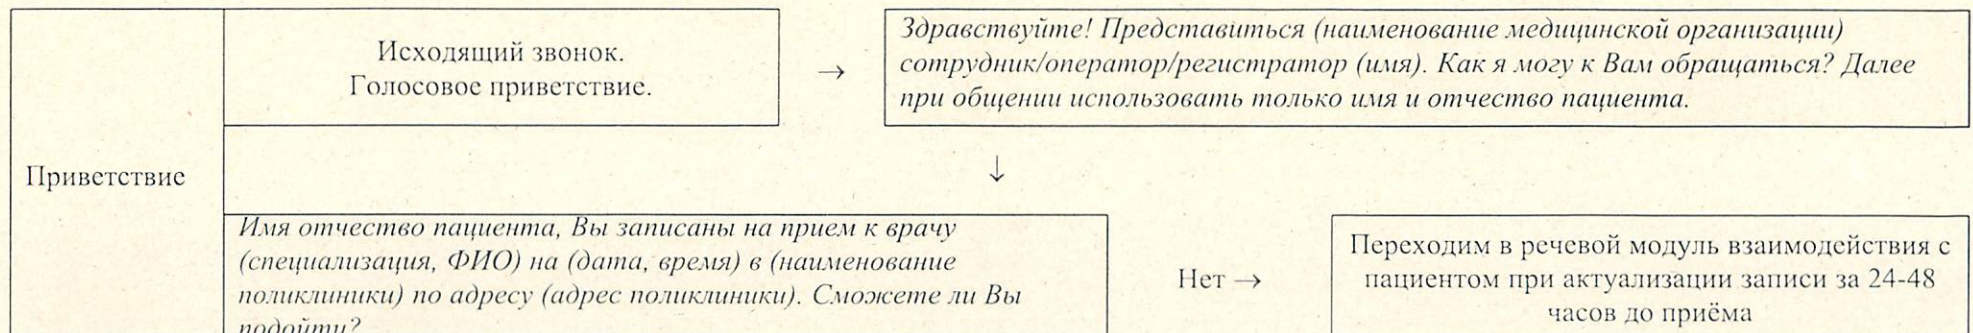 Исходящий звонок.
Голосовое приветствие.
→
Здравствуйте! Представиться (наименование медицинской организации)
сотрудник/оператор/регистратор (имя). Как я могу к Вам обращаться? Далее
при общении использовать только имя и отчество пациента.
Приветствие
↓
Имя отчество пациента, Вы записаны на прием к врачу
(специализация, ФИО) на (дата, время) в (наименование
поликлиники) по адресу (адрес поликлиники). Сможете ли Вы
подойти?
Нет →
Переходим в речевой модуль взаимодействия с
пациентом при актуализации записи за 24-48
часов до приёма